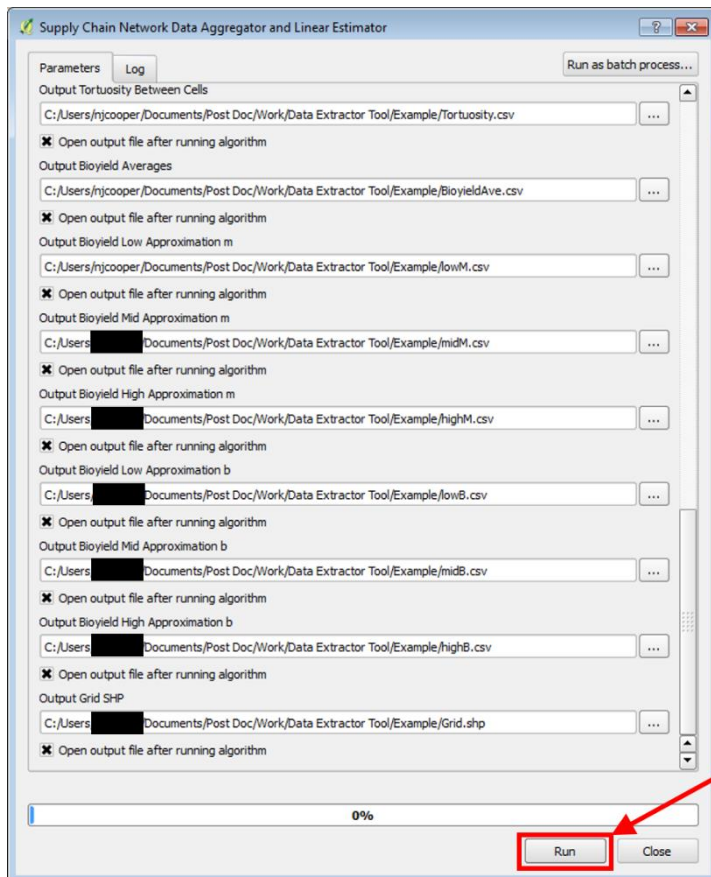 Supply Chain Network Data Aggregator and Linear Estimator
Parameters
Log
Run as batch process...
Output Tortuosity Between Cells
C:/Users/njcooper/Documents/Post Doc/Work/Data Extractor Tool/Example/Tortuosity.csv
...
Open output file after running algorithm
Output Bioyield Averages
C:/Users/njcooper/Documents/Post Doc/Work/Data Extractor Tool/Example/BioyieldAve.csv
...
Open output file after running algorithm
Output Bioyield Low Approximation m
C:/Users/njcooper/Documents/Post Doc/Work/Data Extractor Tool/Example/lowM.csv
...
Open output file after running algorithm
Output Bioyield Mid Approximation m
C:/Users Documents/Post Doc/Work/Data Extractor Tool/Example/midM.csv
...
Open output file after running algorithm
Output Bioyield High Approximation m
C:/Users Documents/Post Doc/Work/Data Extractor Tool/Example/highM.csv
...
Open output file after running algorithm
Output Bioyield Low Approximation b
C:/Users/ Documents/Post Doc/Work/Data Extractor Tool/Example/lowB.csv
...
Open output file after running algorithm
Output Bioyield Mid Approximation b
C:/Users Documents/Post Doc/Work/Data Extractor Tool/Example/midB.csv
...
Open output file after running algorithm
Output Bioyield High Approximation b
C:/Users Documents/Post Doc/Work/Data Extractor Tool/Example/highB.csv
...
Open output file after running algorithm
Output Grid SHP
C:/Users Documents/Post Doc/Work/Data Extractor Tool/Example/Grid.shp
...
Open output file after running algorithm
0%
Run
Close